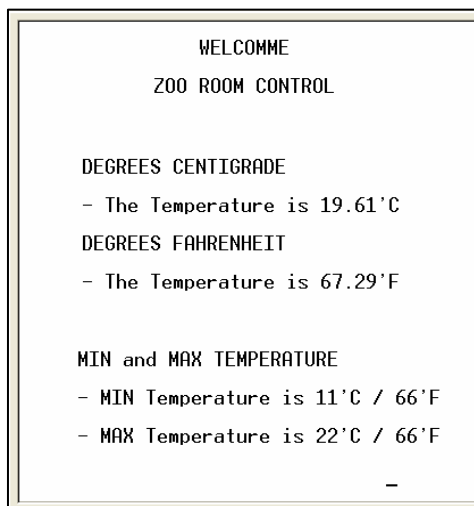 WELCOMME
ZOO ROOM CONTROL
DEGREES CENTIGRADE
- The Temperature is 19.61'C
DEGREES FAHRENHEIT
- The Temperature is 67.29'F
MIN and MAX TEMPERATURE
- MIN Temperature is 11'C / 66'F
- MAX Temperature is 22'C / 66'F
_